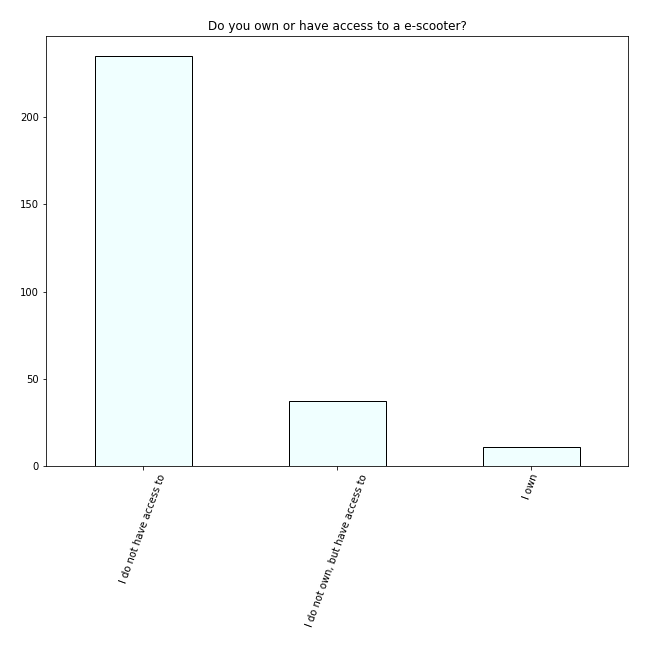 Do you own or have access to a e-scooter?
200
150
100
50
0
I do not have access to
I do not own, but have access to
I own